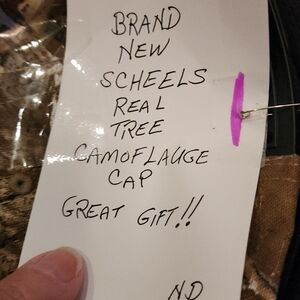 BRAND
NEW
SCHEELS
REAL
TREE
CAMOFLAUGE
CAP
GREAT GIFT!!
ND